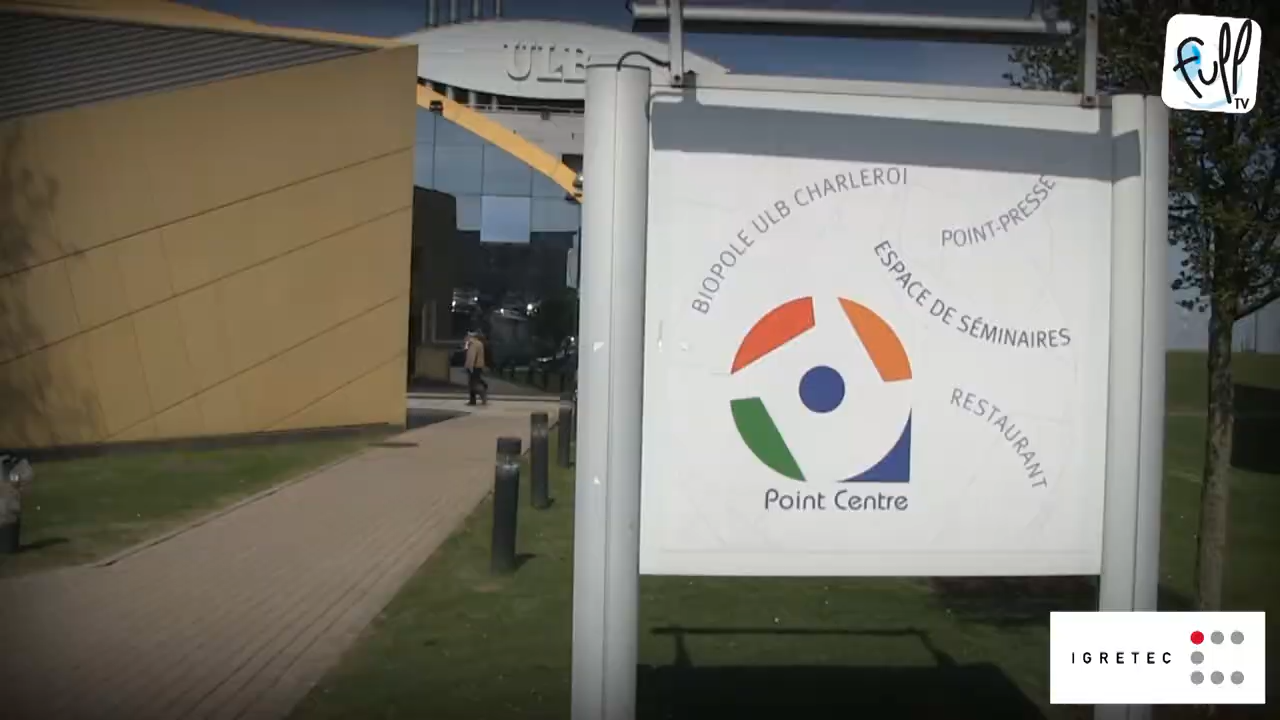 Full
TV
ULB
BIOPOLE ULB CHARLEROI
POINT-PRESSE
ESPACE DE SÉMINAIRES
RESTAURANT
Point Centre
IGRETEC